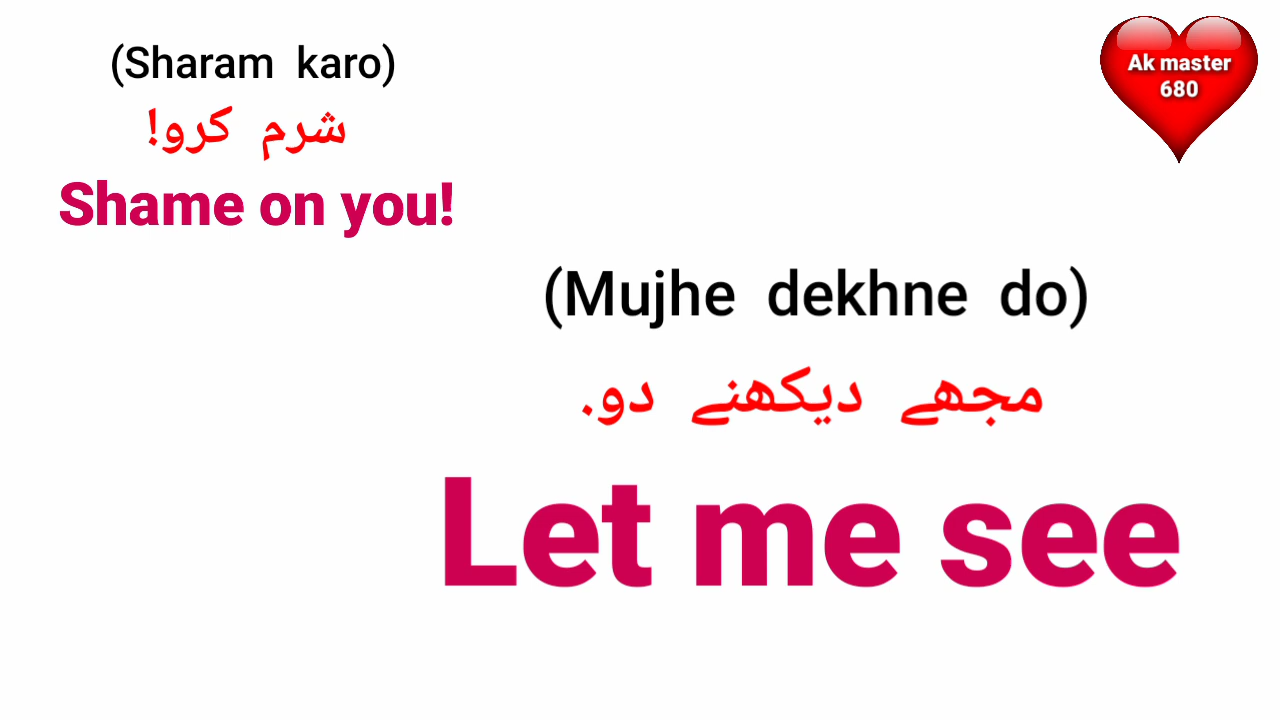 (Sharam karo)
شرم کرو!
Shame on you!
Ak master
680
(Mujhe dekhne do)
مجھے دیکھنے دو.
Let me see